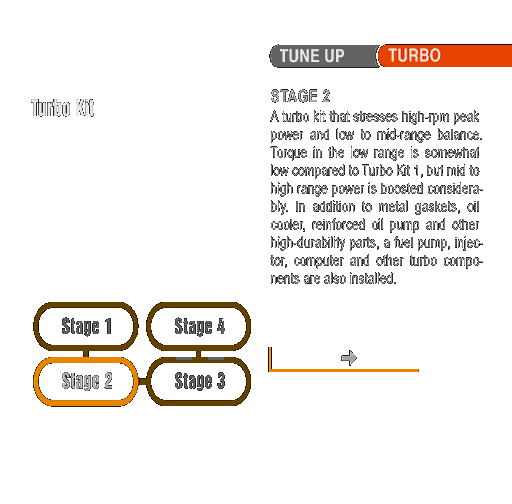 TUNE UP TURBO
Turbo Kit
STAGE 2
A turbo kit that stresses high-rpm peak
power and low to mid-range balance.
Torque in the low range is somewhat
low compared to Turbo Kit 1, but mid to
high range power is boosted considera-
bly. In addition to metal gaskets, oil
cooler, reinforced oil pump and other
high-durability parts, a fuel pump, injec-
tor, computer and other turbo compo-
nents are also installed.
Stage 1 Stage 4
Stage 2 Stage 3